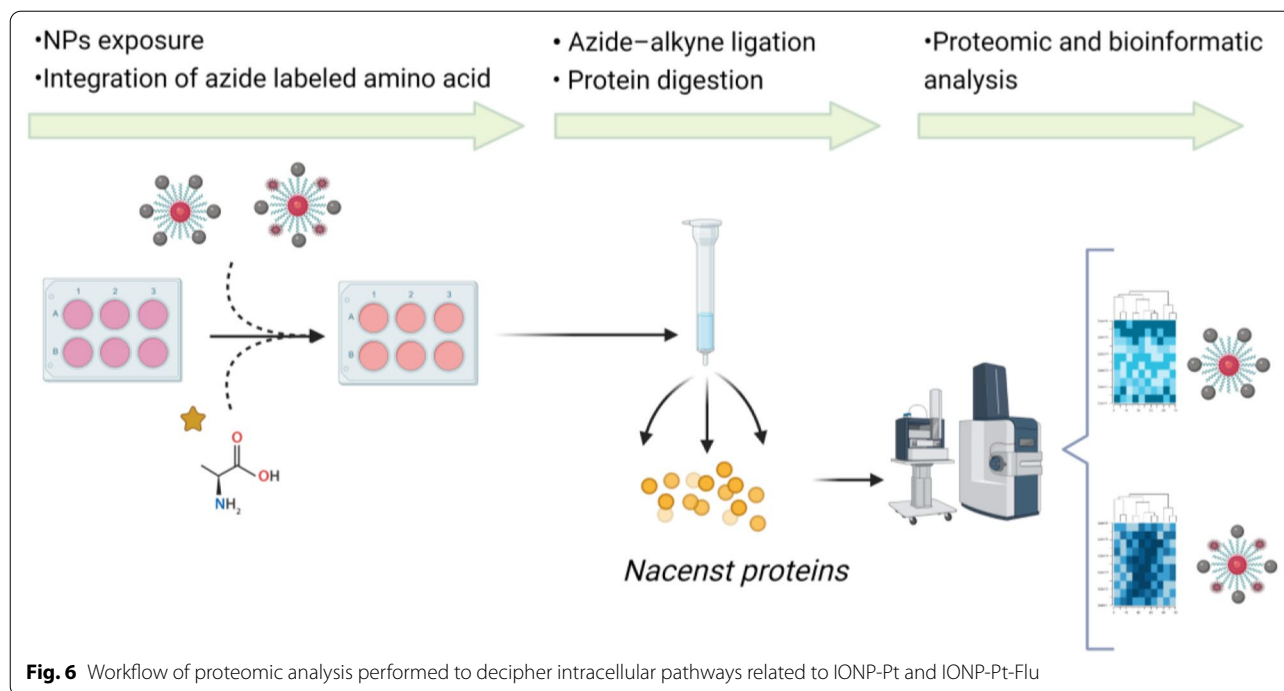 •NPs exposure
•Integration of azide labeled amino acid
• Azide–alkyne ligation
• Protein digestion
•Proteomic and bioinformatic
analysis
1 2 3
A
B
1 2 3
A
B
O
OH
NH2
Nacenst proteins
Fig. 6 Workflow of proteomic analysis performed to decipher intracellular pathways related to IONP-Pt and IONP-Pt-Flu